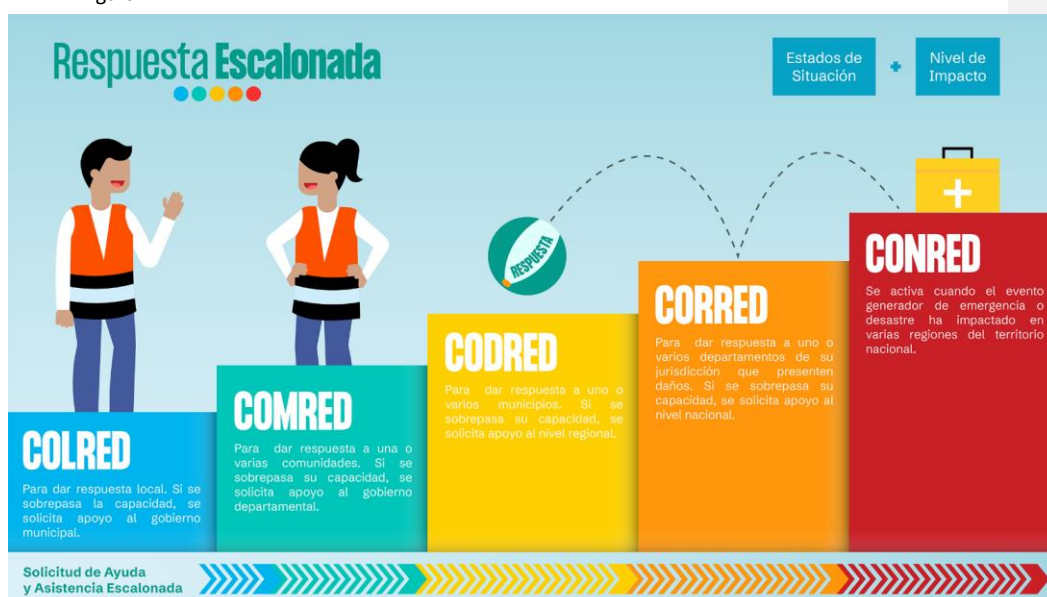 Respuesta Escalonada
Estados de
Situación
+
Nivel de
Impacto
RESPUESTA
COLRED
Para dar respuesta local. Si se
sobrepasa la capacidad, se
solicita apoyo al gobierno
municipal.
COMRED
Para dar respuesta a una o
varias comunidades. Si se
sobrepasa su capacidad, se
solicita apoyo al gobierno
departamental.
CODRED
Para dar respuesta a uno o
varios municipios. Si se
sobrepasa su capacidad, se
solicita apoyo al nivel regional.
CORRED
Para dar respuesta a uno o
varios departamentos de su
jurisdicción que presenten
daños. Si se sobrepasa su
capacidad, se solicita apoyo al
nivel nacional.
CONRED
Se activa cuando el evento
generador de emergencia o
desastre ha impactado en
varias regiones del territorio
nacional.
Solicitud de Ayuda
y Asistencia Escalonada